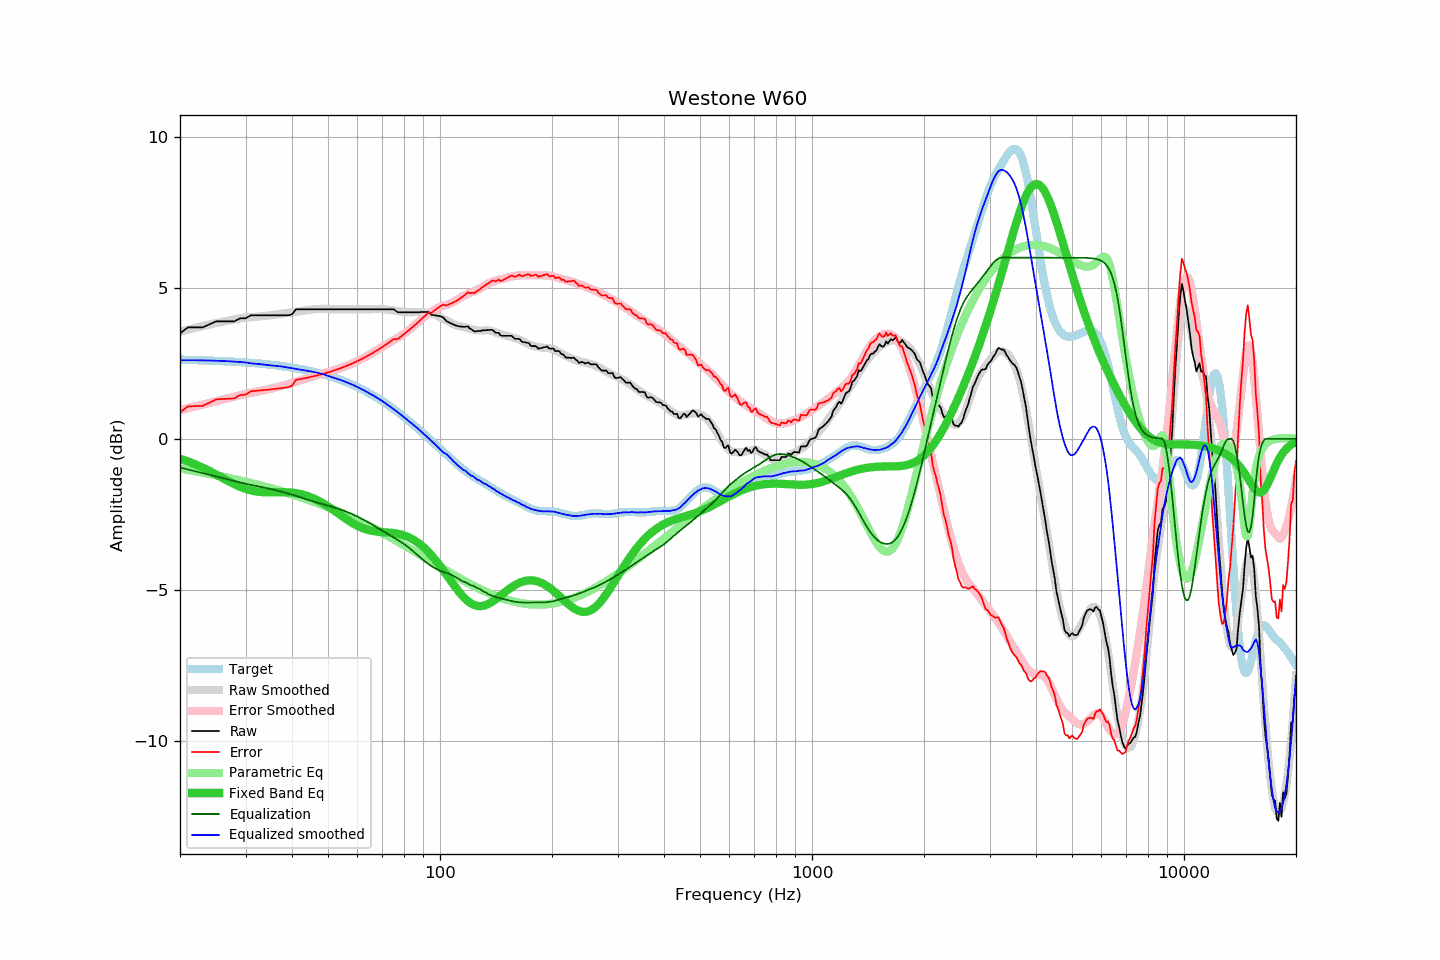 Westone W60
10
5
0
−5
−10
Amplitude (dBr)
Target
Raw Smoothed
Error Smoothed
Raw
Error
Parametric Eq
Fixed Band Eq
Equalization
Equalized smoothed
100
1000
10000
Frequency (Hz)